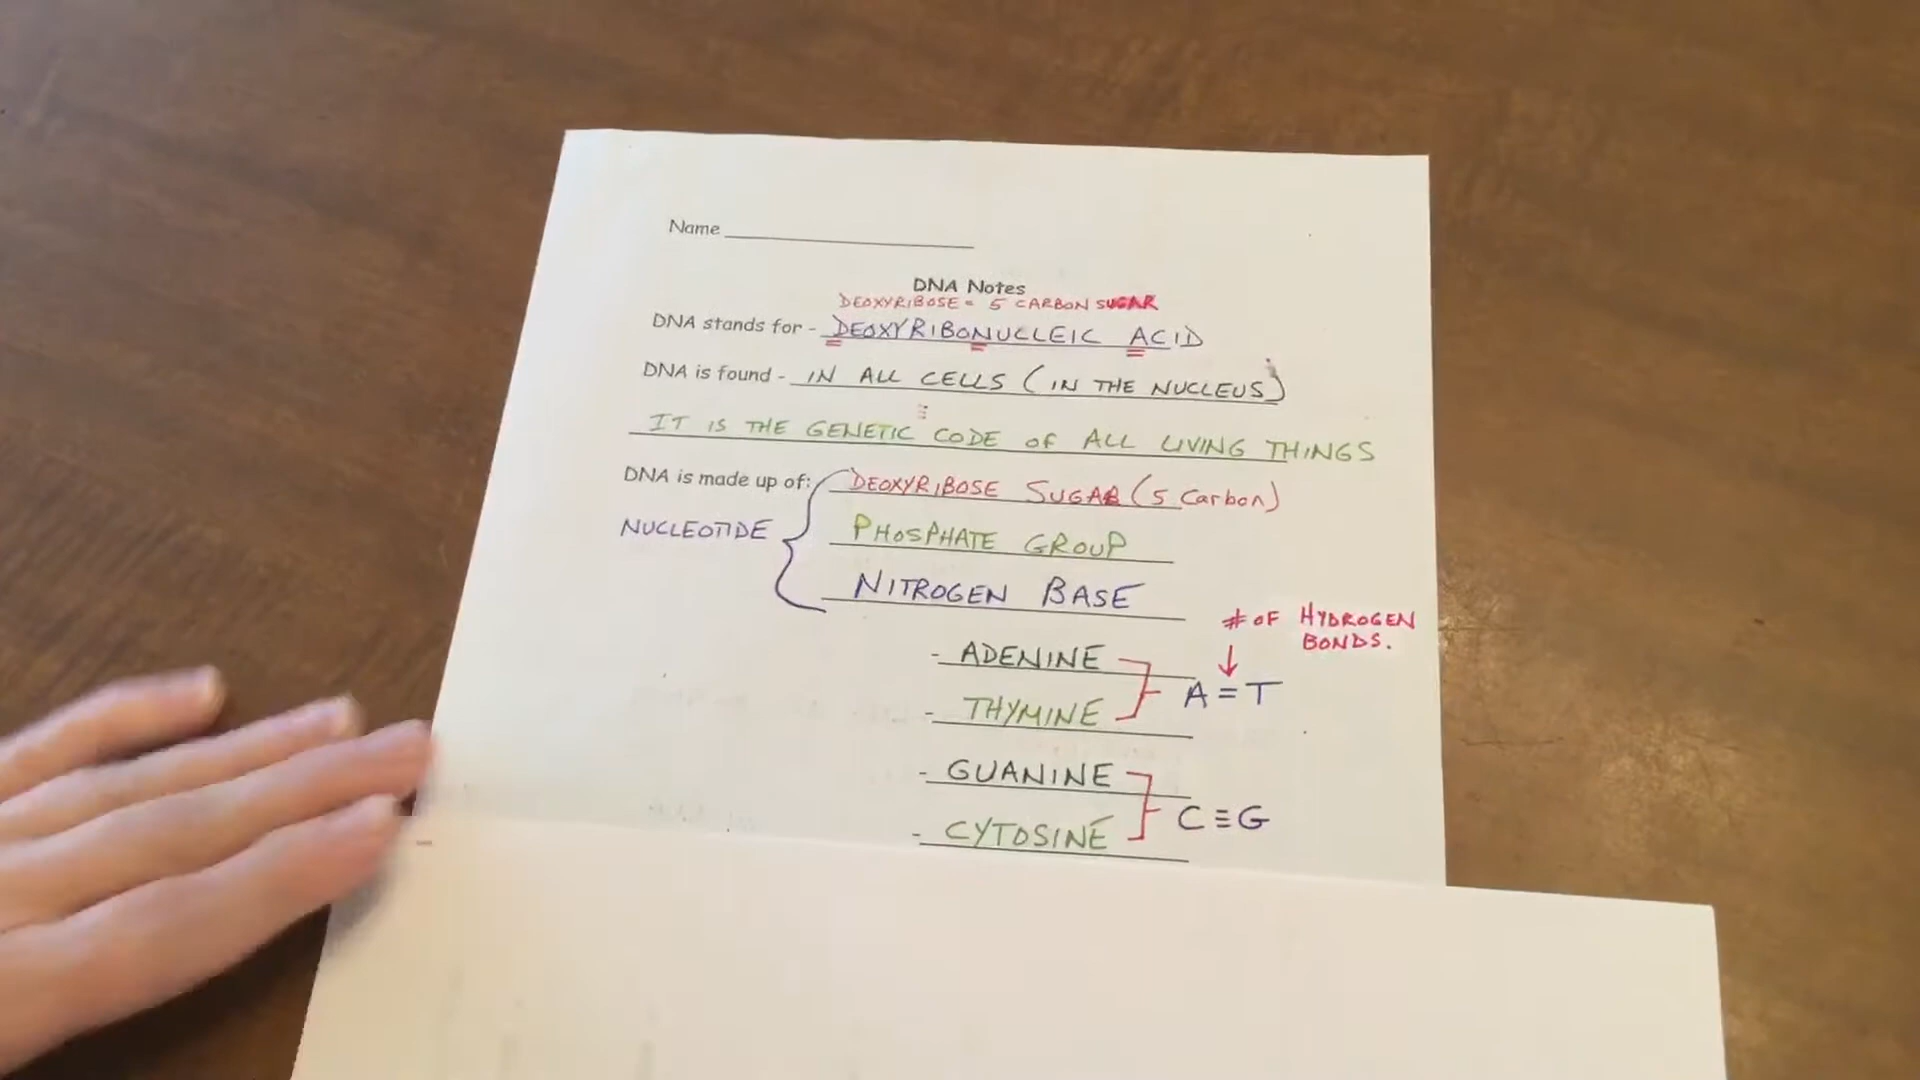 Name
DNA Notes
DEOXYRIBOSE = 5 CARBON SUGAR
DNA stands for - DEOXYRIBONUCLEIC ACID
DNA is found - IN ALL CELLS (IN THE NUCLEUS)
IT IS THE GENETIC CODE OF ALL LIVING THINGS
DNA is made up of: DEOXYRIBOSE SUGAR (5 Carbon)
NUCLEOTIDE
PHOSPHATE GROUP
NITROGEN BASE
# OF HYDROGEN
BONDS.
- ADENINE
A = T
- THYMINE
- GUANINE
C ≡ G
- CYTOSINE